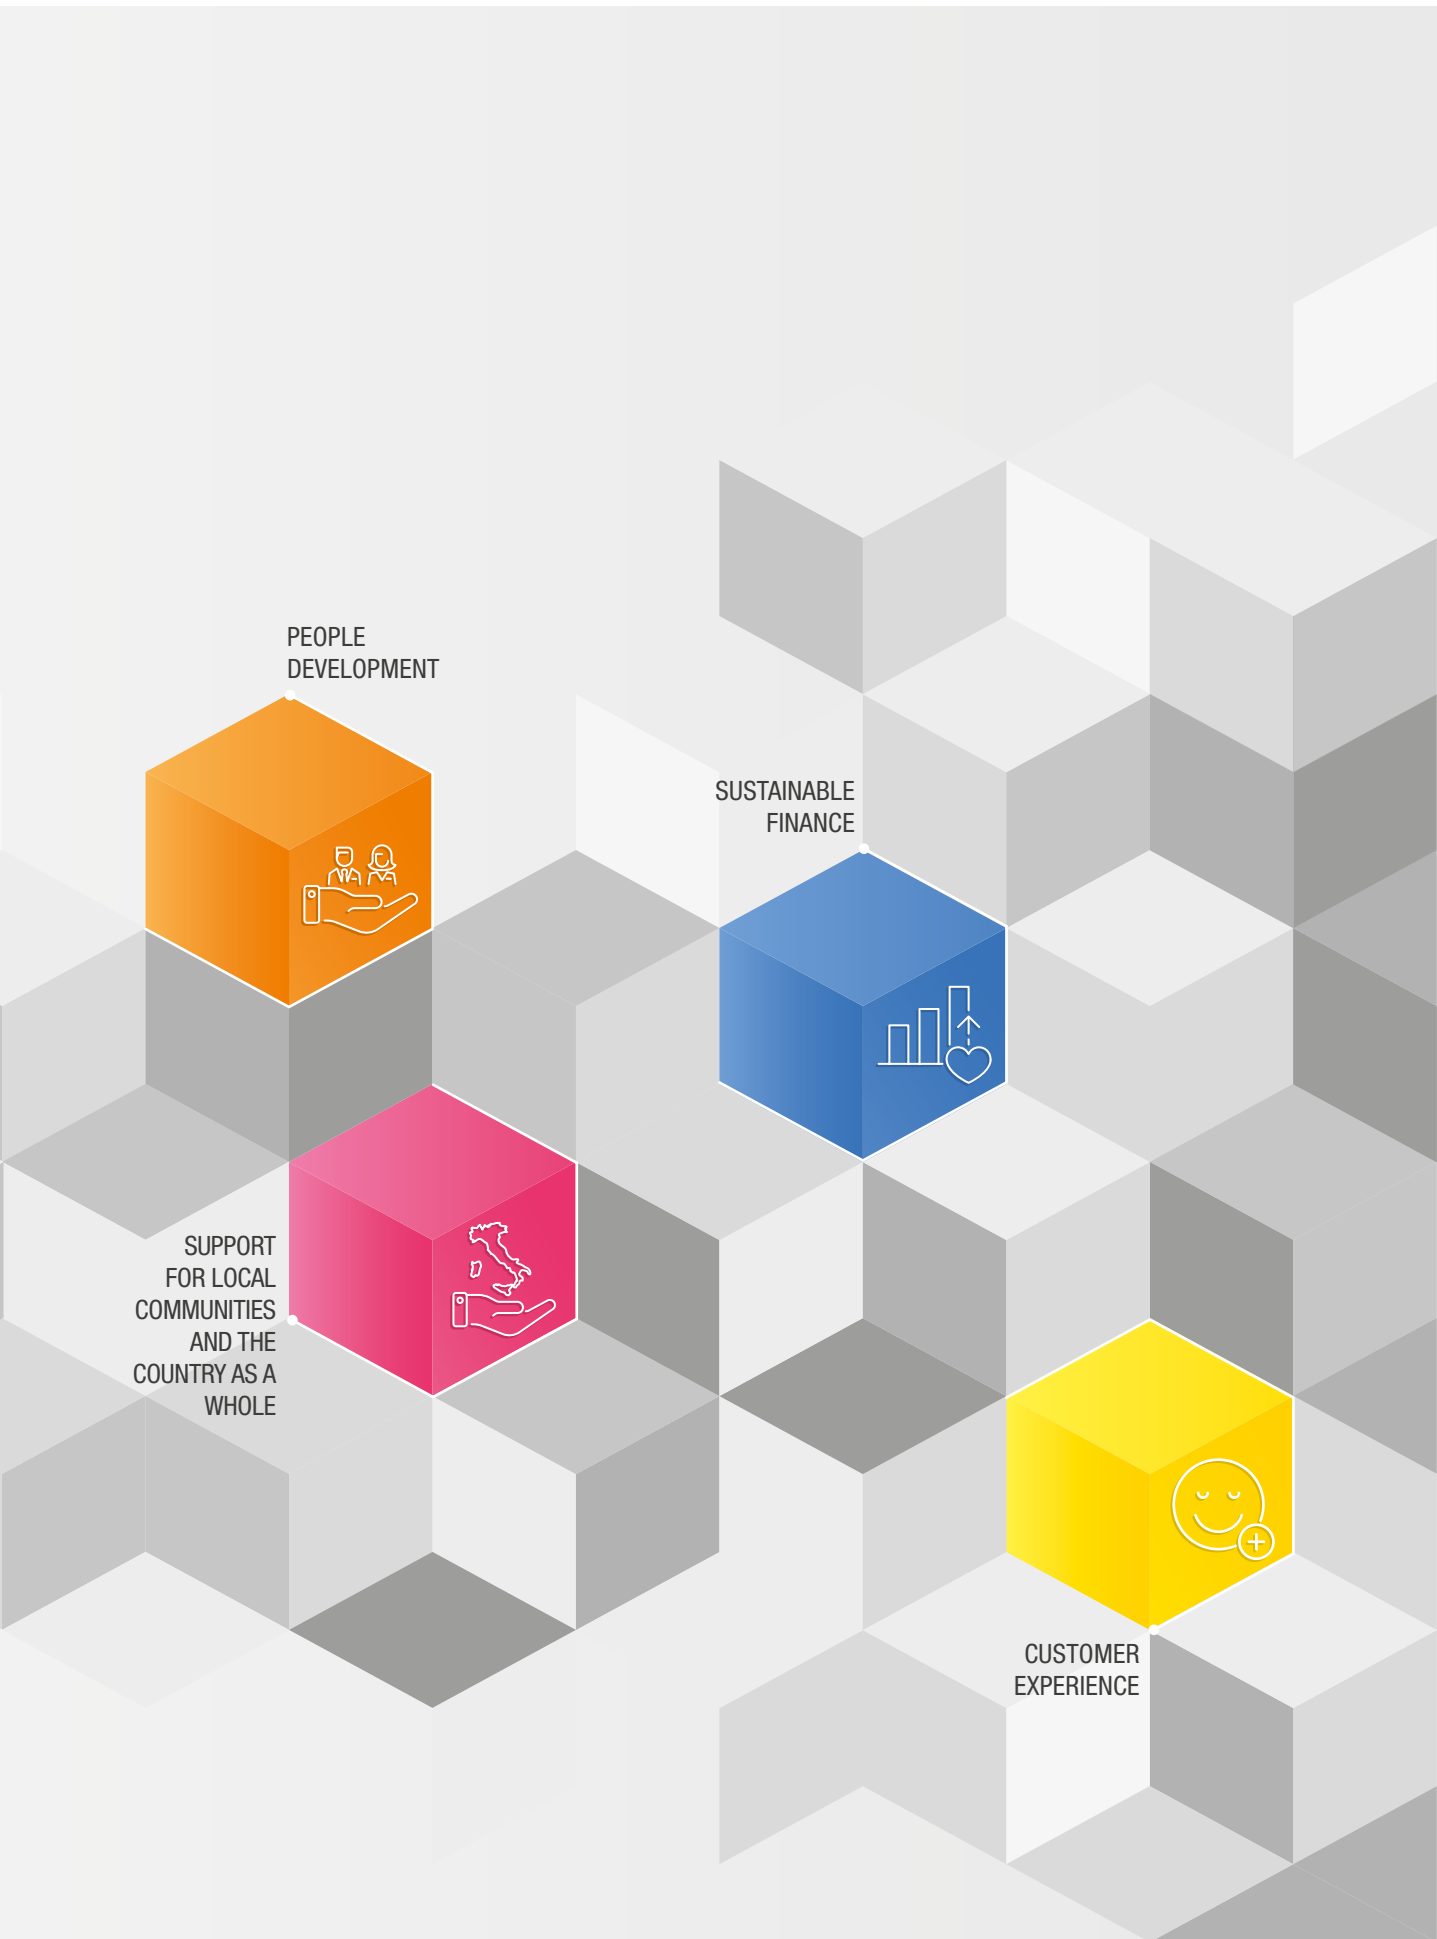 PEOPLE
DEVELOPMENT
SUSTAINABLE
FINANCE
SUPPORT
FOR LOCAL
COMMUNITIES
AND THE
COUNTRY AS A
WHOLE
CUSTOMER
EXPERIENCE